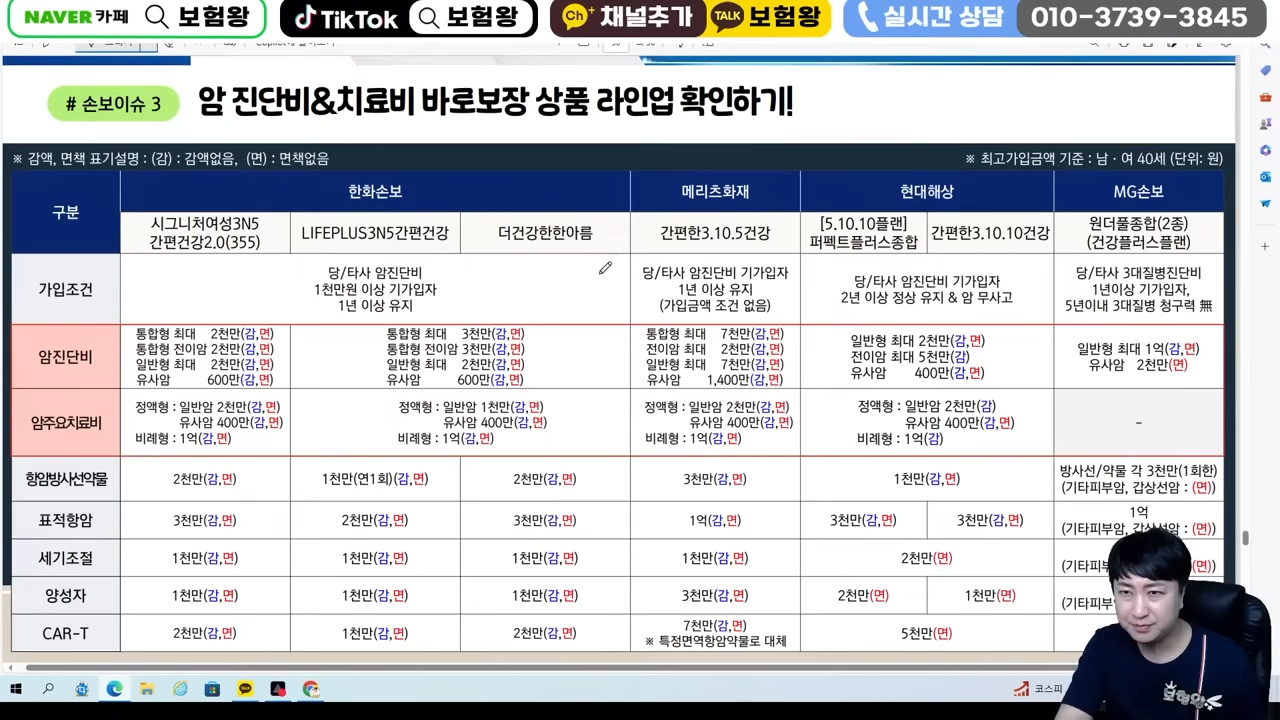 NAVER 카페 보험왕 TikTok 보험왕 Ch+ 채널추가 TALK 보험왕 실시간 상담 010-3739-3845
# 손보이슈 3 암 진단비&치료비 바로보장 상품 라인업 확인하기!
※ 감액, 면책 표기설명 : (감) : 감액없음, (면) : 면책없음 ※ 최고가입금액 기준 : 남 · 여 40세 (단위: 원)
구분 한화손보 메리츠화재 현대해상 MG손보
시그니처여성3N5
간편건강2.0(355)
LIFEPLUS3N5간편건강
더건강한한아름
간편한3.10.5건강
[5.10.10플랜]
퍼펙트플러스종합
간편한3.10.10건강
원더풀종합(2종)
(건강플러스플랜)
가입조건
당/타사 암진단비
1천만원 이상 기가입자
1년 이상 유지
당/타사 암진단비 기가입자
1년 이상 유지
(가입금액 조건 없음)
당/타사 암진단비 기가입자
2년 이상 정상 유지 & 암 무사고
당/타사 3대질병진단비
1년이상 기가입자,
5년이내 3대질병 청구력 無
암진단비
통합형 최대 2천만(감,면)
통합형 전이암 2천만(감,면)
일반형 최대 2천만(감,면)
유사암 600만(감,면)
통합형 최대 3천만(감,면)
통합형 전이암 3천만(감,면)
일반형 최대 2천만(감,면)
유사암 600만(감,면)
통합형 최대 7천만(감,면)
전이암 최대 2천만(감,면)
일반형 최대 7천만(감,면)
유사암 1,400만(감,면)
일반형 최대 2천만(감,면)
전이암 최대 5천만(감)
유사암 400만(감,면)
일반형 최대 1억(감,면)
유사암 2천만(면)
암주요치료비
정액형 : 일반암 2천만(감,면)
유사암 400만(감,면)
비례형 : 1억(감,면)
정액형 : 일반암 1천만(감,면)
유사암 400만(감,면)
비례형 : 1억(감,면)
정액형 : 일반암 2천만(감,면)
유사암 400만(감,면)
비례형 : 1억(감,면)
정액형 : 일반암 2천만(감)
유사암 400만(감,면)
비례형 : 1억(감)
-
항암방사선약물 2천만(감,면) 1천만(연1회)(감,면) 2천만(감,면) 3천만(감,면) 1천만(감,면)
방사선/약물 각 3천만(1회한)
(기타피부암, 갑상선암 : (면))
표적항암 3천만(감,면) 2천만(감,면) 3천만(감,면) 1억(감,면) 3천만(감,면) 3천만(감,면)
1억
(기타피부암, 갑상선암 : (면))
세기조절 1천만(감,면) 1천만(감,면) 1천만(감,면) 1천만(감,면) 2천만(면)
(기타피 (면))
양성자 1천만(감,면) 1천만(감,면) 1천만(감,면) 3천만(감,면) 2천만(면) 1천만(면)
(기타피부
CAR-T 2천만(감,면) 1천만(감,면) 2천만(감,면)
7천만(감,면)
※ 특정면역항암약물로 대체
5천만(면)
코스피
보험왕